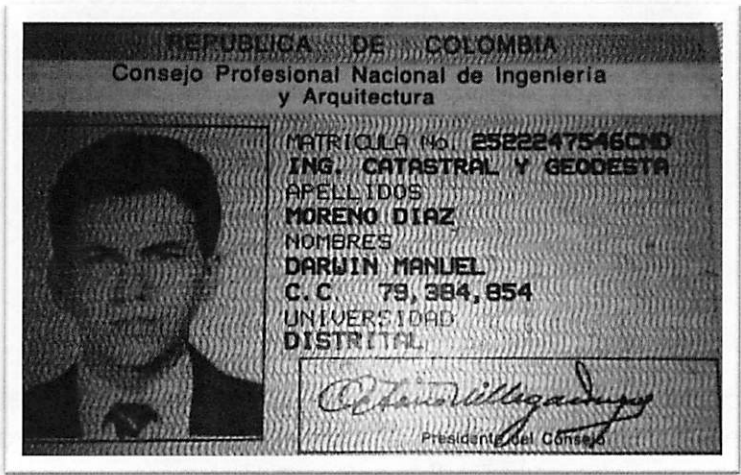 REPUBLICA DE COLOMBIA
Consejo Profesional Nacional de Ingeniería
y Arquitectura
MATRICULA No. 2522247546CND
ING. CATASTRAL Y GEODESTA
APELLIDOS
MORENO DIAZ
NOMBRES
DARWIN MANUEL
C.C. 79,384,854
UNIVERSIDAD
DISTRITAL
Presidente del Consejo